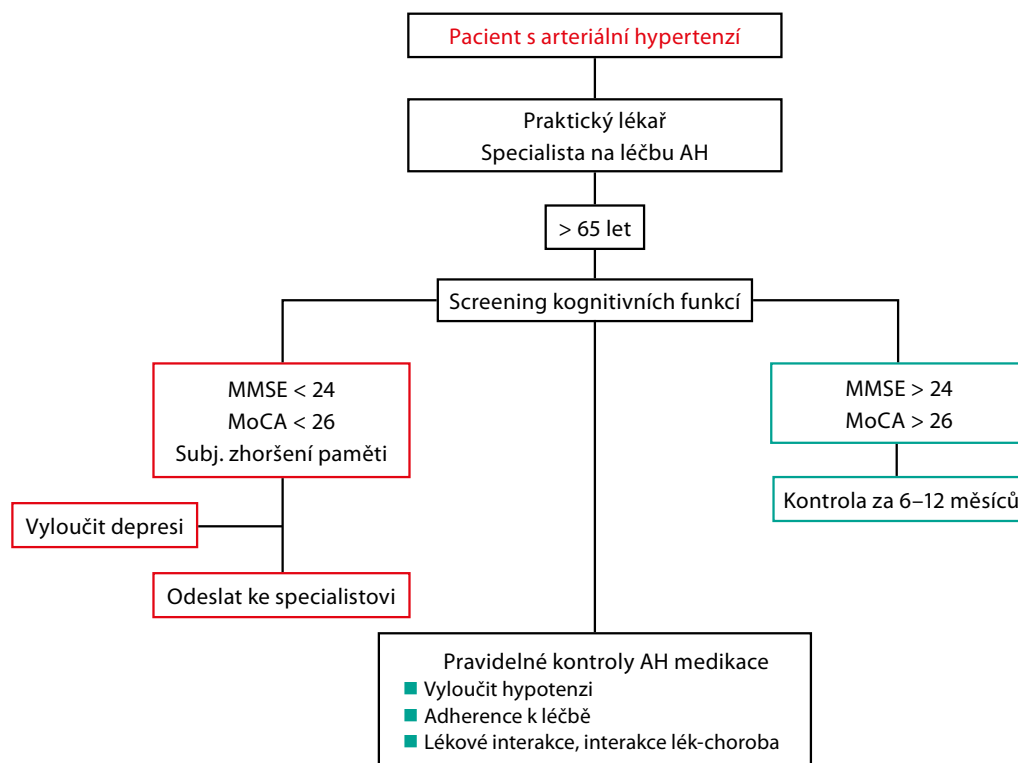 Pacient s arteriální hypertenzí
Praktický lékař
Specialista na léčbu AH
> 65 let
Screening kognitivních funkcí
MMSE < 24
MoCA < 26
Subj. zhoršení paměti
MMSE > 24
MoCA > 26
Kontrola za 6–12 měsíců
Vyloučit depresi
Odeslat ke specialistovi
Pravidelné kontroly AH medikace
Vyloučit hypotenzi
Adherence k léčbě
Lékové interakce, interakce lék-choroba